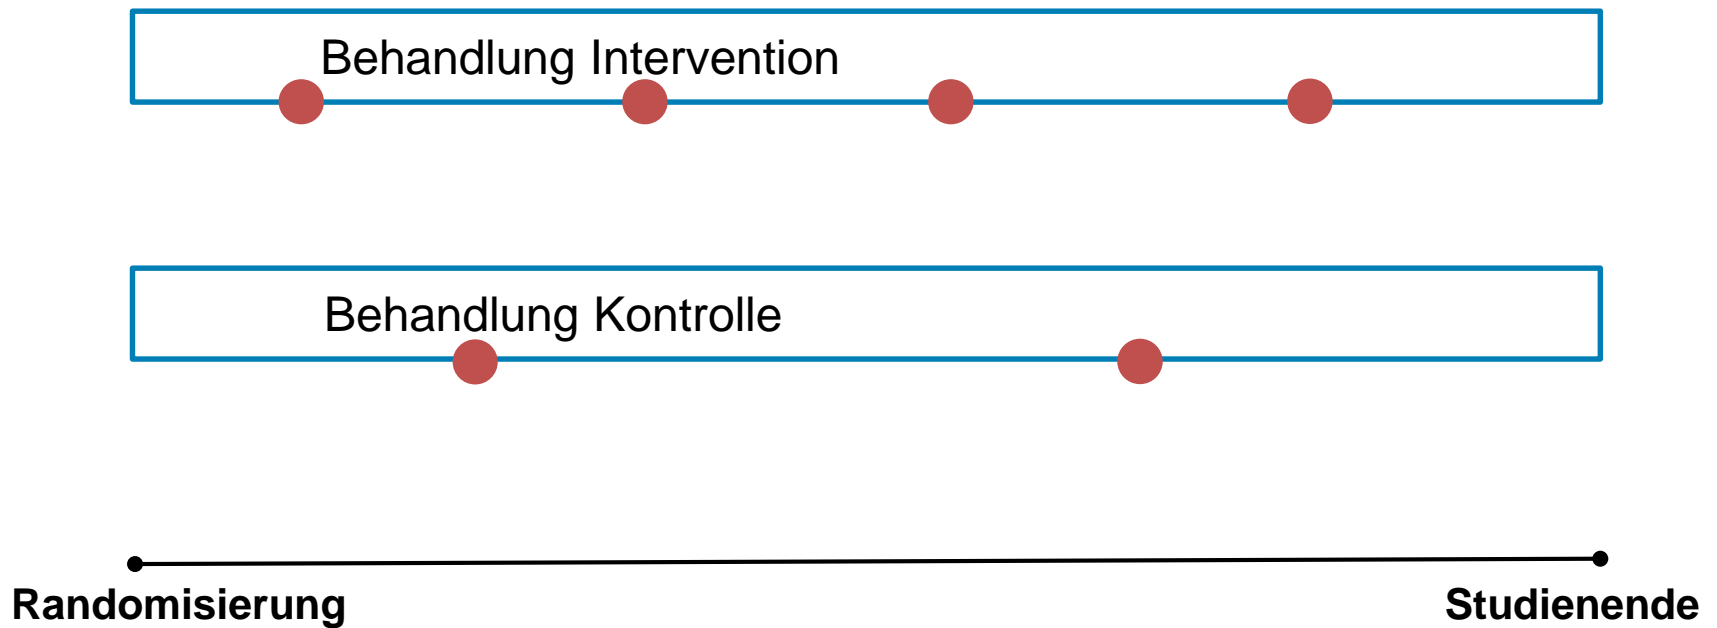 Behandlung Intervention
Behandlung Kontrolle
Randomisierung
Studienende